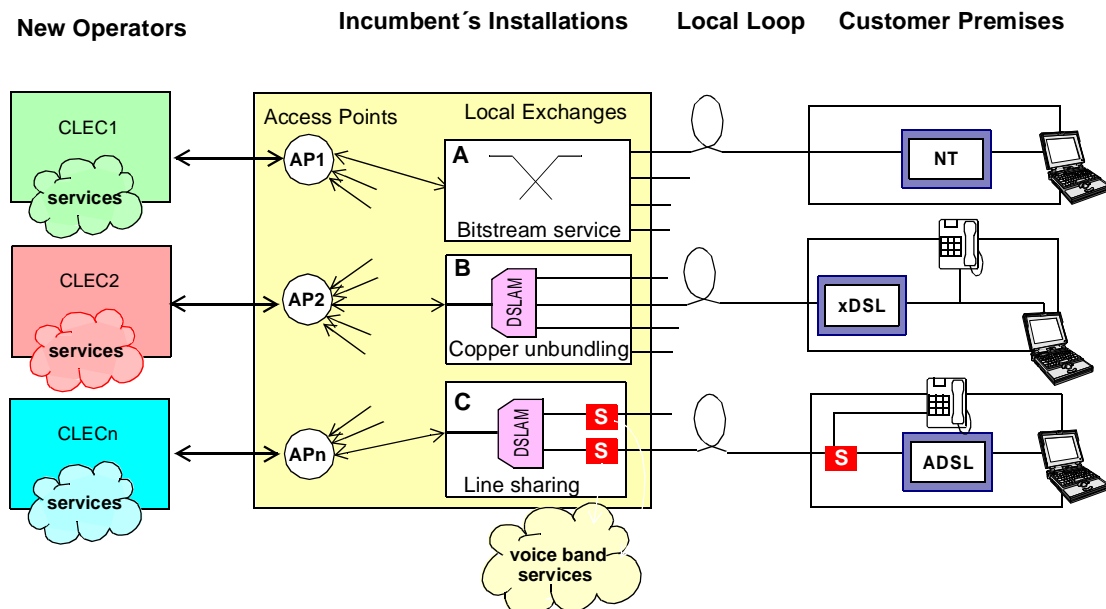 New Operators
Incumbent´s Installations
Local Loop
Customer Premises
CLEC1
services
Access Points
Local Exchanges
AP1
A
Bitstream service
NT
CLEC2
services
AP2
B
DSLAM
Copper unbundling
xDSL
CLECn
services
APn
C
DSLAM
S
S
Line sharing
S
ADSL
voice band
services